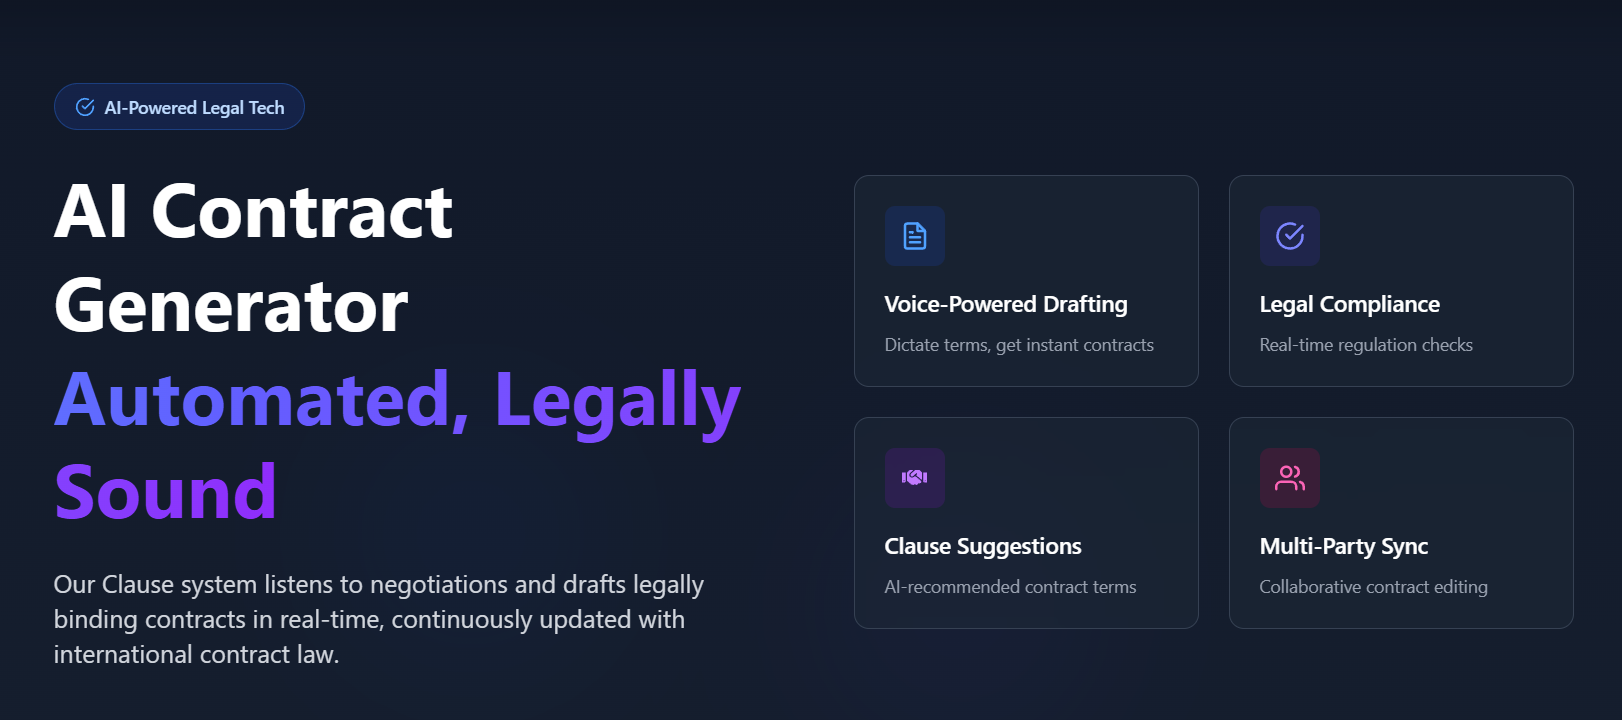 AI-Powered Legal Tech
AI Contract
Generator
Automated, Legally
Sound
Our Clause system listens to negotiations and drafts legally
binding contracts in real-time, continuously updated with
international contract law.
Voice-Powered Drafting
Dictate terms, get instant contracts
Legal Compliance
Real-time regulation checks
Clause Suggestions
AI-recommended contract terms
Multi-Party Sync
Collaborative contract editing